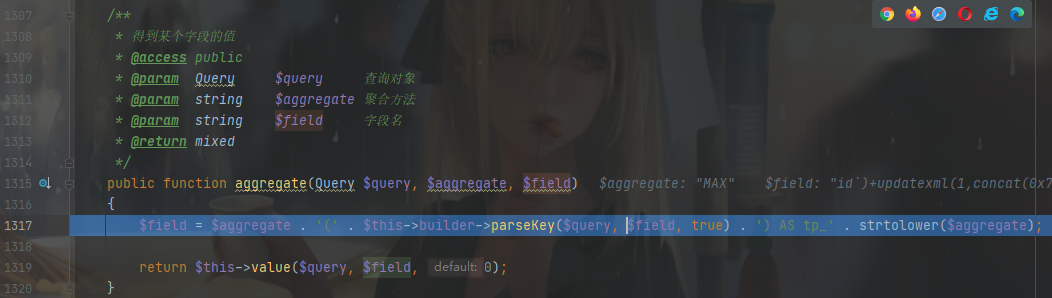 1307 /**
1308 * 得到某个字段的值
1309 * @access public
1310 * @param Query $query 查询对象
1311 * @param string $aggregate 聚合方法
1312 * @param string $field 字段名
1313 * @return mixed
1314 */
1315 public function aggregate(Query $query, $aggregate, $field) $aggregate: "MAX" $field: "id`)+updatexml(1,concat(0x7
1316 {
1317 $field = $aggregate . '(' . $this->builder->parseKey($query, $field, true) . ') AS tp_' . strtolower($aggregate);
1318
1319 return $this->value($query, $field, default: 0);
1320 }